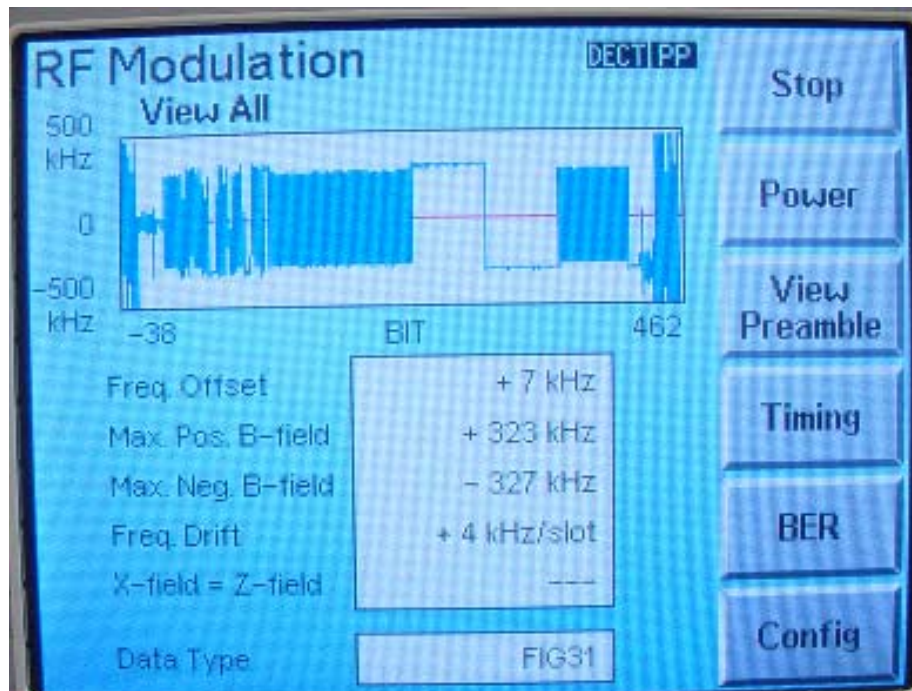 RF Modulation
DECT PP
View All
500
kHz
0
-500
kHz
-38
BIT
462
Freq. Offset
+ 7 kHz
Max. Pos. B-field
+ 323 kHz
Max. Neg. B-field
- 327 kHz
Freq. Drift
+ 4 kHz/slot
X-field = Z-field
---
Data Type
FIG31
Stop
Power
View
Preamble
Timing
BER
Config